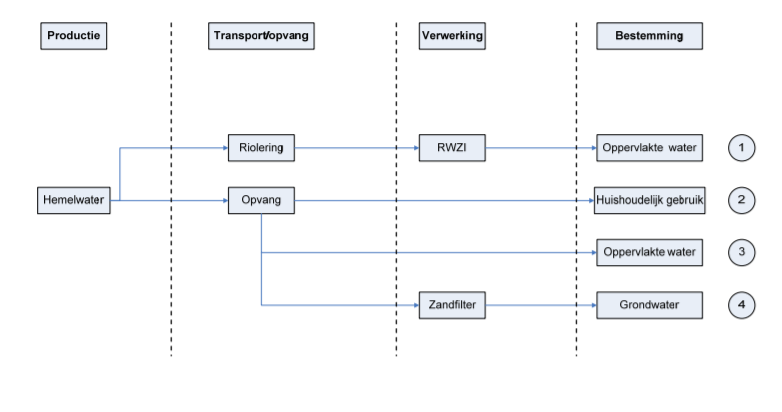 Productie
Transport/opvang
Verwerking
Bestemming
Riolering
RWZI
Oppervlakte water
1
Hemelwater
Opvang
Huishoudelijk gebruik
2
Oppervlakte water
3
Zandfilter
Grondwater
4